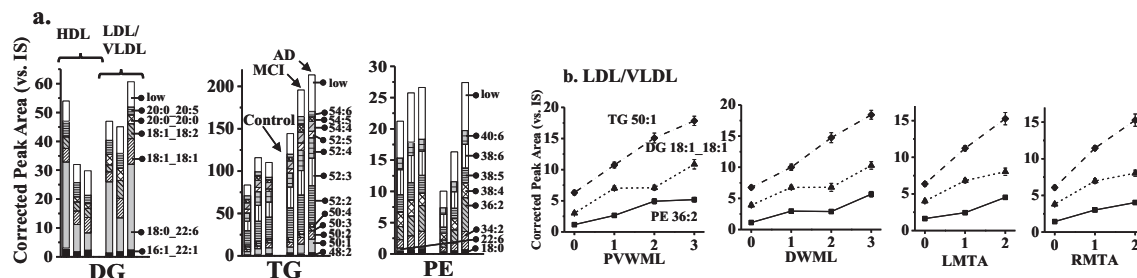 a.
HDL
LDL/
VLDL
Corrected Peak Area (vs. IS)
60
50
40
30
20
10
0
low
20:0_20:5
20:0_20:0
18:1_18:2
18:1_18:1
18:0_22:6
16:1_22:1
DG
200
150
100
50
0
Control
MCI
AD
low
54:6
54:5
54:4
52:5
52:4
52:3
52:2
50:4
50:3
50:2
50:1
48:2
TG
30
25
20
15
10
5
0
low
40:6
38:6
38:5
38:4
36:2
34:2
22:6
18:0
PE
b. LDL/VLDL
Corrected Peak Area (vs. IS)
20
15
10
5
0
TG 50:1
DG 18:1_18:1
PE 36:2
0 1 2 3
PVWML
20
15
10
5
0
0 1 2 3
DWML
15
10
5
0
0 1 2
LMTA
15
10
5
0
0 1 2
RMTA